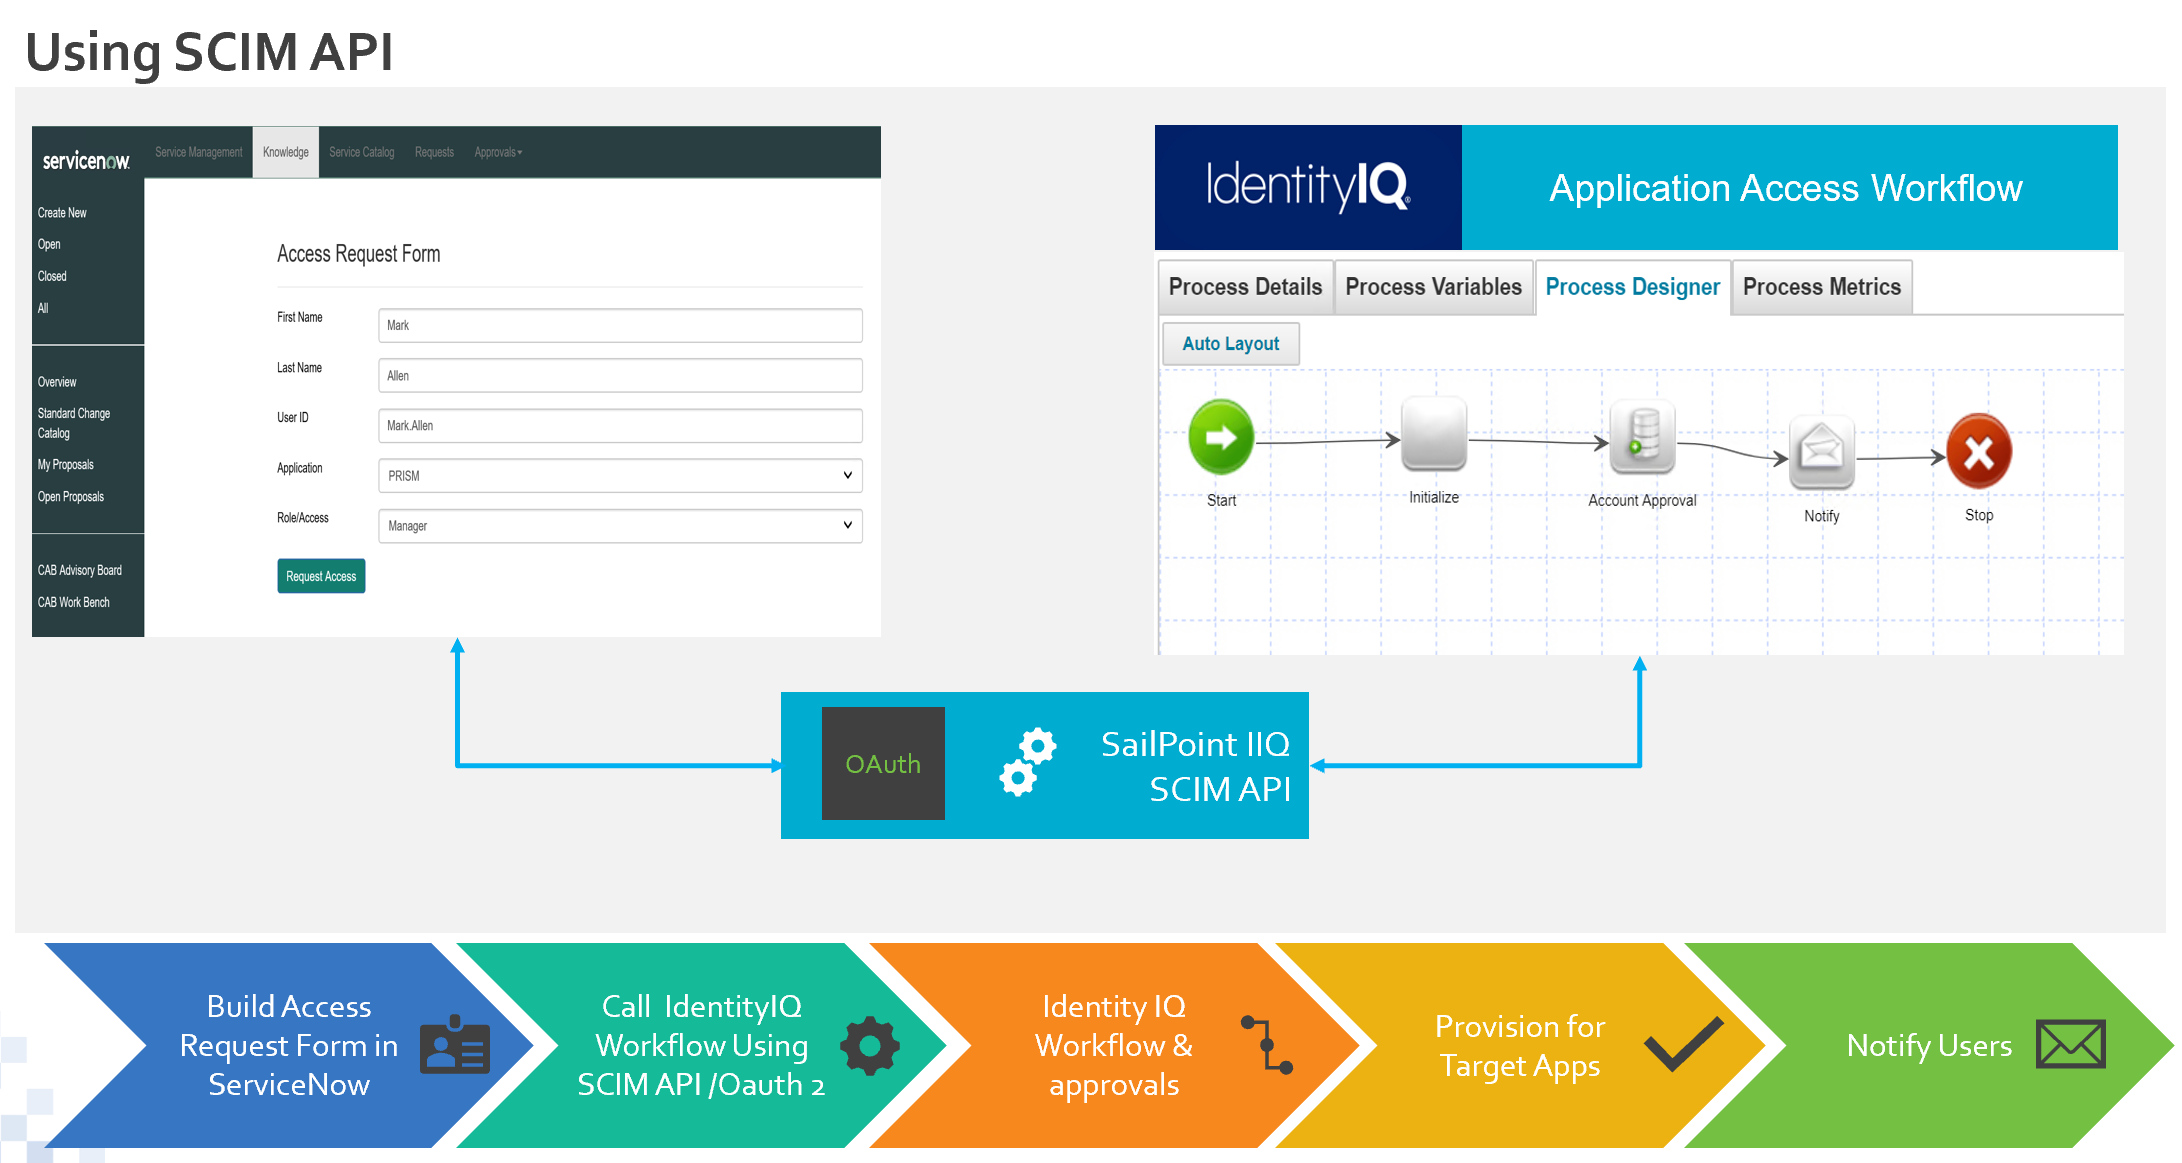 Using SCIM API
servicenow
Service Management Knowledge Service Catalog Requests Approvals
Create New
Open
Closed
All
Overview
Standard Change
Catalog
My Proposals
Open Proposals
CAB Advisory Board
CAB Work Bench
Access Request Form
First Name Mark
Last Name Allen
User ID Mark.Allen
Application PRISM
Role/Access Manager
Request Access
IdentityIQ®
Application Access Workflow
Process Details Process Variables Process Designer Process Metrics
Auto Layout
Start Initialize Account Approval Notify Stop
OAuth
SailPoint IIQ
SCIM API
Build Access
Request Form in
ServiceNow
Call IdentityIQ
Workflow Using
SCIM API /Oauth 2
Identity IQ
Workflow &
approvals
Provision for
Target Apps
Notify Users